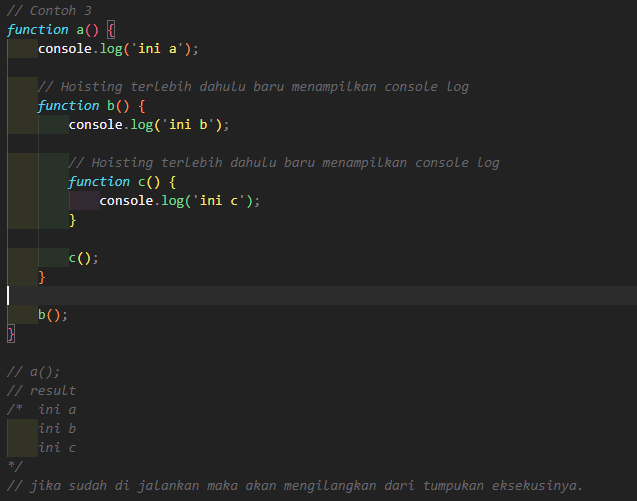 // Contoh 3
function a() {
    console.log('ini a');

    // Hoisting terlebih dahulu baru menampilkan console log
    function b() {
        console.log('ini b');

        // Hoisting terlebih dahulu baru menampilkan console log
        function c() {
            console.log('ini c');
        }

        c();
    }

    b();
}

// a();
// result
/*  ini a
    ini b
    ini c
*/
// jika sudah di jalankan maka akan mengilangkan dari tumpukan eksekusinya.